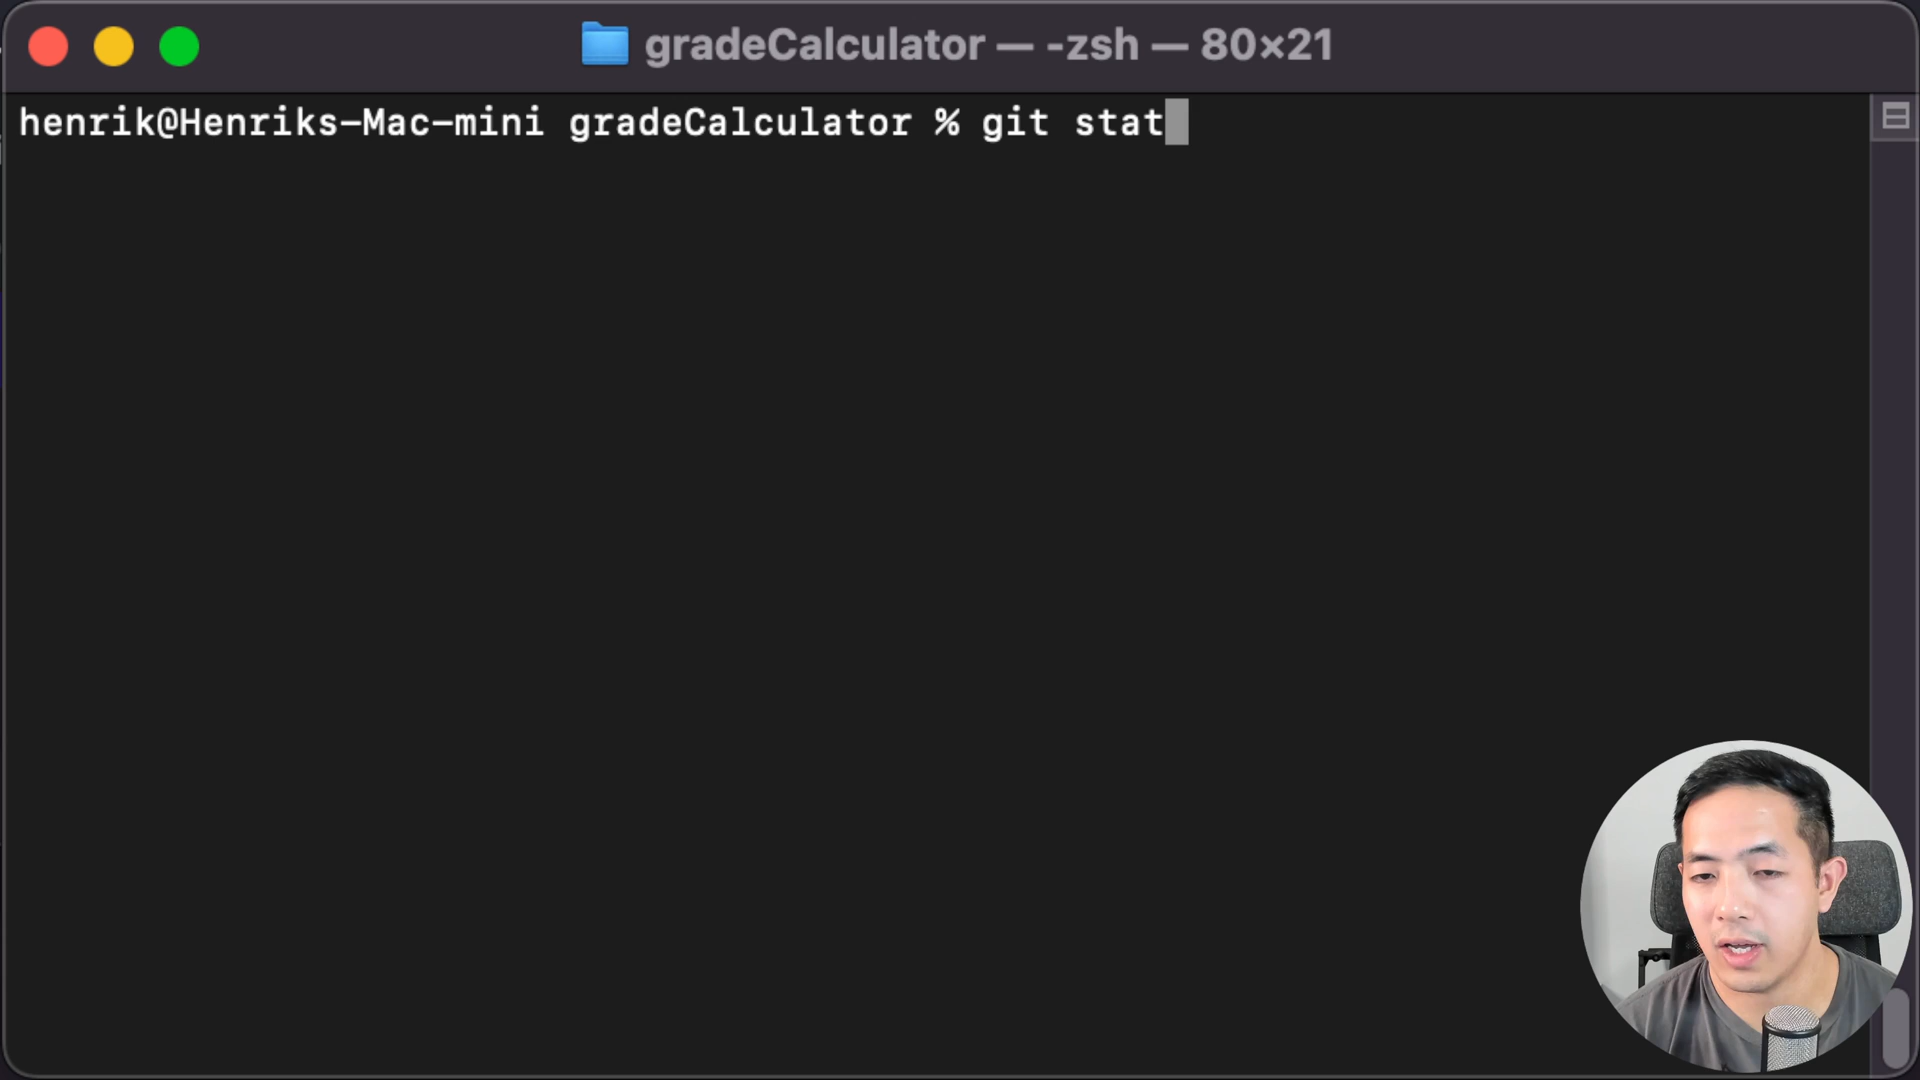 gradeCalculator — -zsh — 80×21
henrik@Henriks-Mac-mini gradeCalculator % git stat